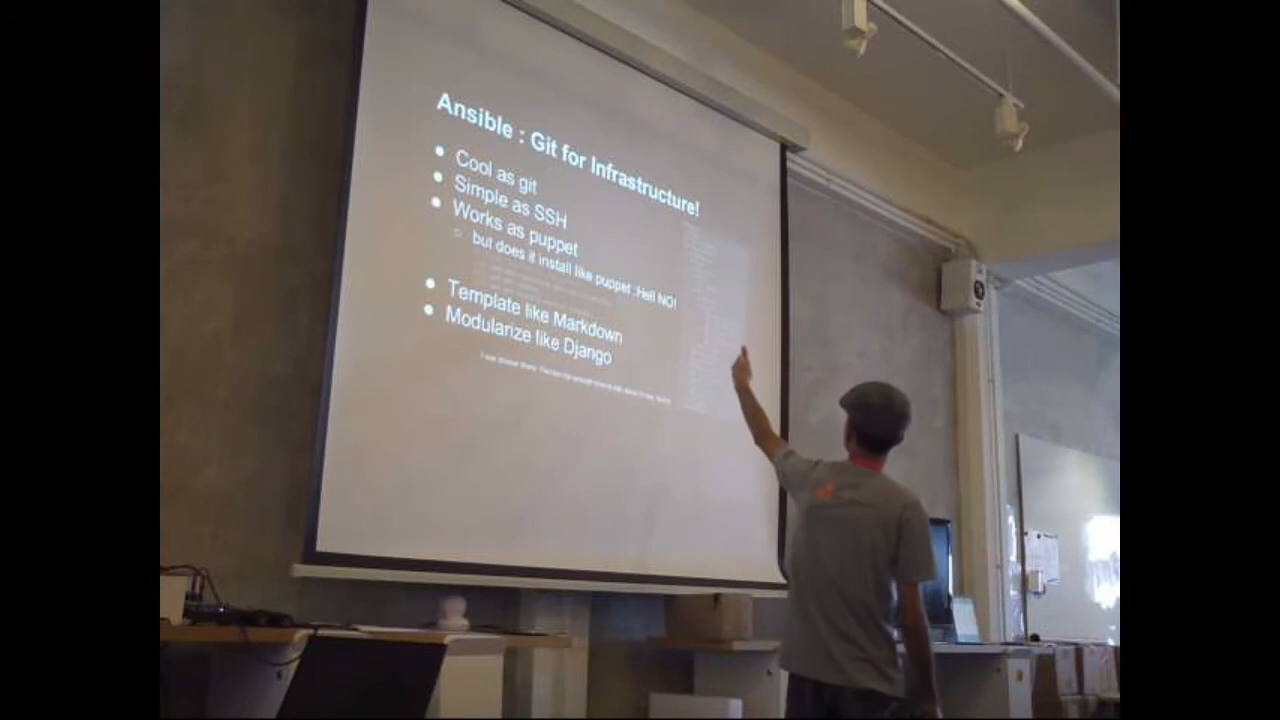 Ansible : Git for Infrastructure!
Cool as git
Simple as SSH
Works as puppet
but does it install like puppet :Hell NO!
Template like Markdown
Modularize like Django